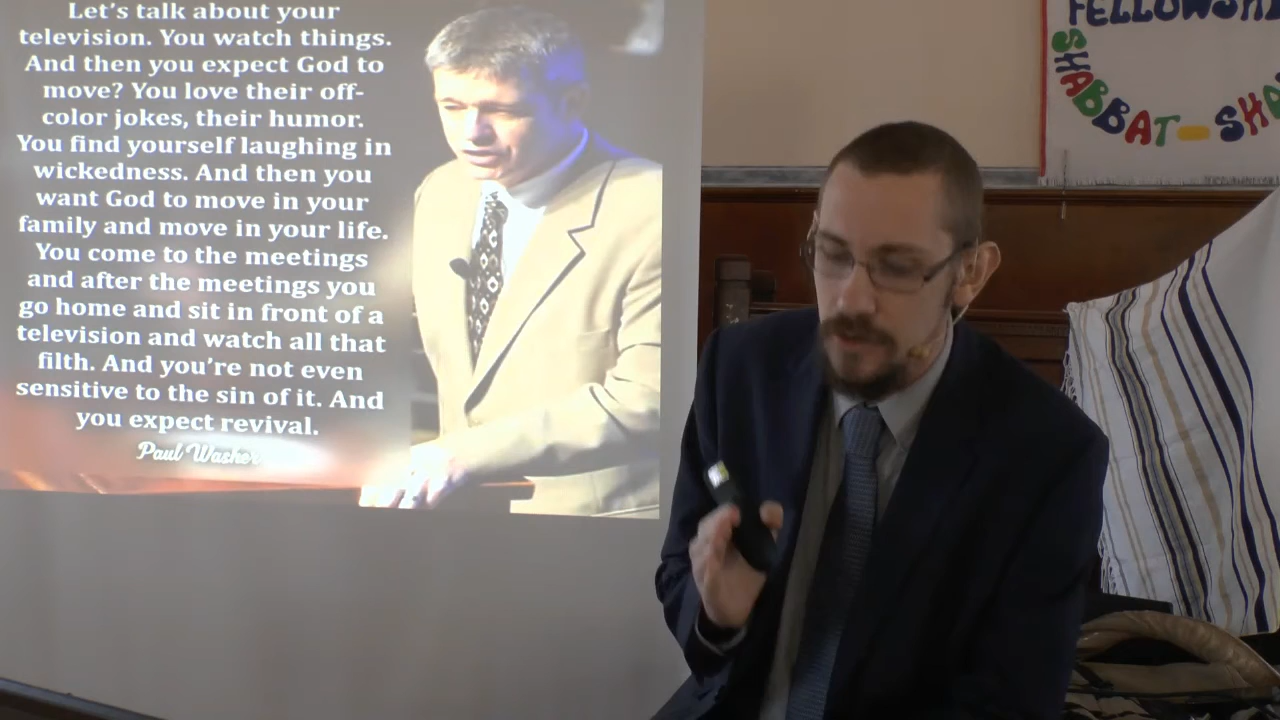 Let's talk about your
television. You watch things.
And then you expect God to
move? You love their off-
color jokes, their humor.
You find yourself laughing in
wickedness. And then you
want God to move in your
family and move in your life.
You come to the meetings
and after the meetings you
go home and sit in front of a
television and watch all that
filth. And you're not even
sensitive to the sin of it. And
you expect revival.
Paul Washer
FELLOWSH
SHABBAT-SHA